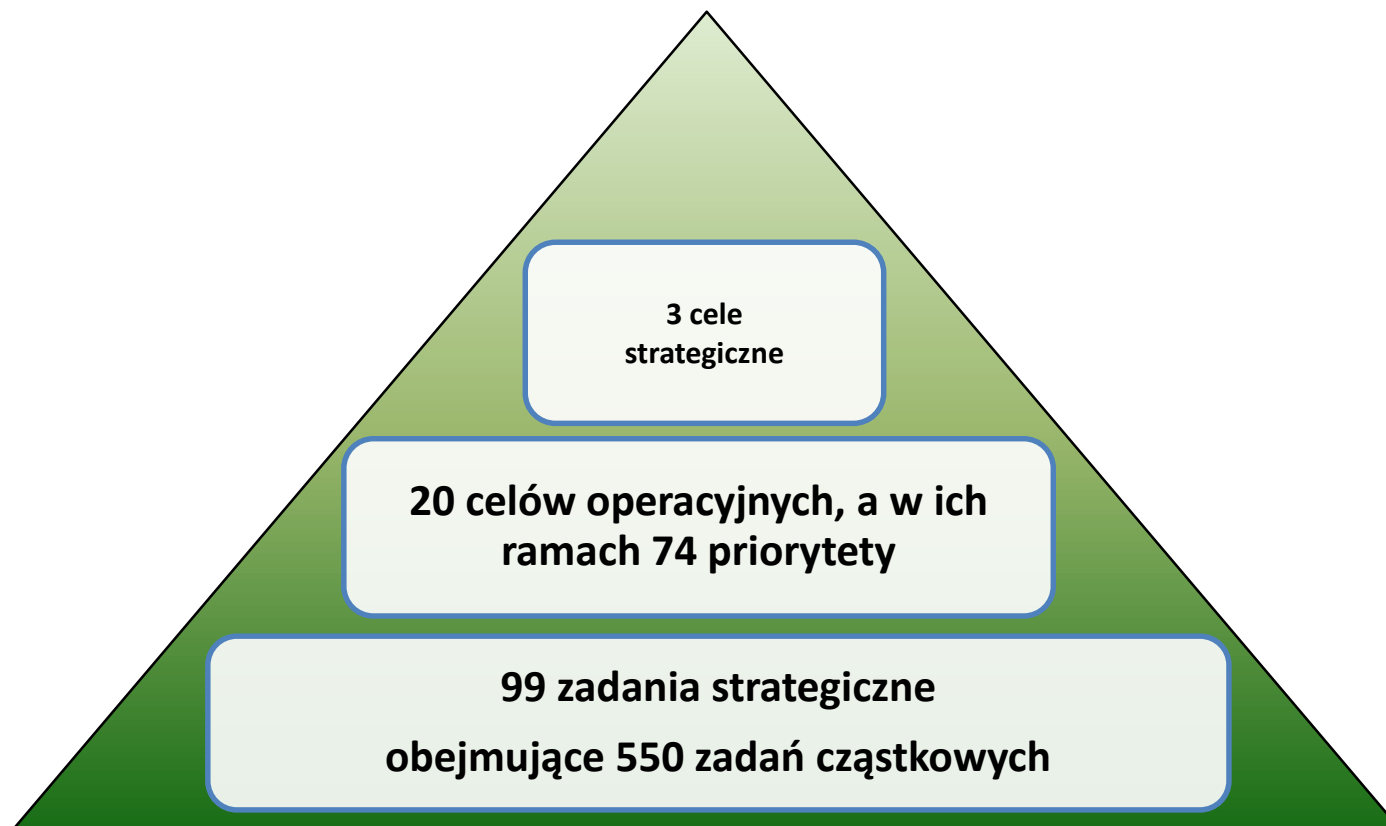 3 cele
strategiczne
20 celów operacyjnych, a w ich
ramach 74 priorytety
99 zadania strategiczne
obejmujące 550 zadań cząstkowych